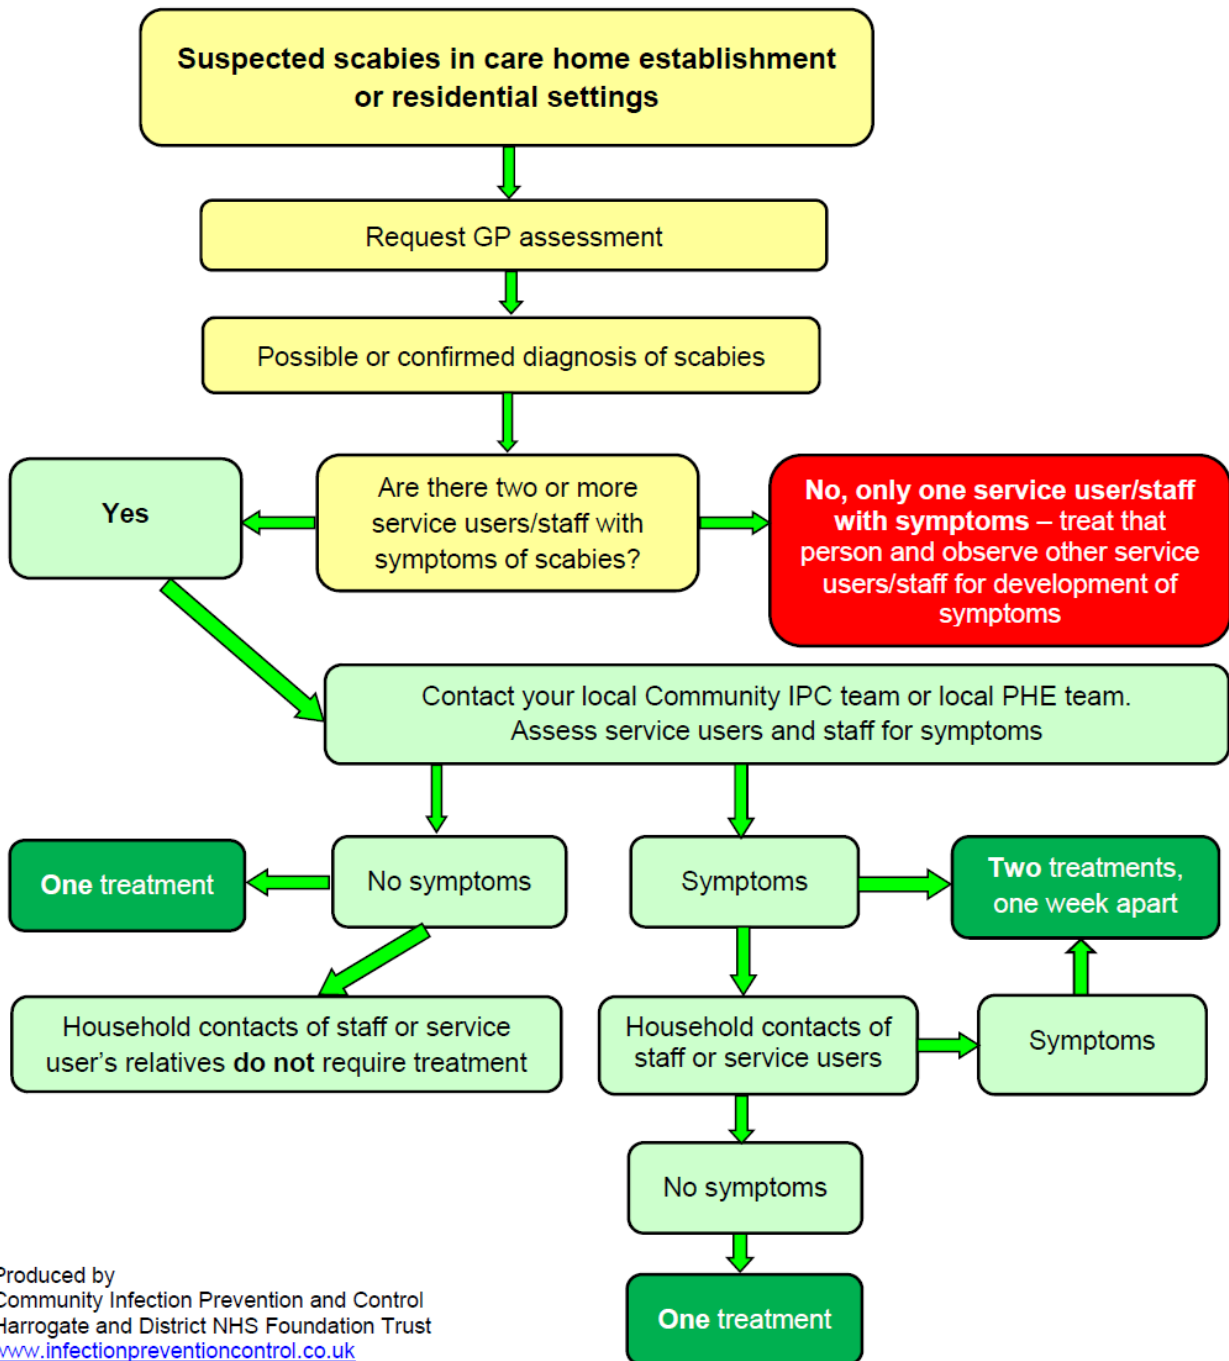 Suspected scabies in care home establishment
or residential settings
Request GP assessment
Possible or confirmed diagnosis of scabies
Are there two or more
service users/staff with
symptoms of scabies?
Yes
No, only one service user/staff
with symptoms – treat that
person and observe other service
users/staff for development of
symptoms
Contact your local Community IPC team or local PHE team.
Assess service users and staff for symptoms
No symptoms
One treatment
Household contacts of staff or service
user’s relatives do not require treatment
Symptoms
Two treatments,
one week apart
Household contacts of
staff or service users
Symptoms
No symptoms
One treatment
Produced by
Community Infection Prevention and Control
Harrogate and District NHS Foundation Trust
www.infectionpreventioncontrol.co.uk